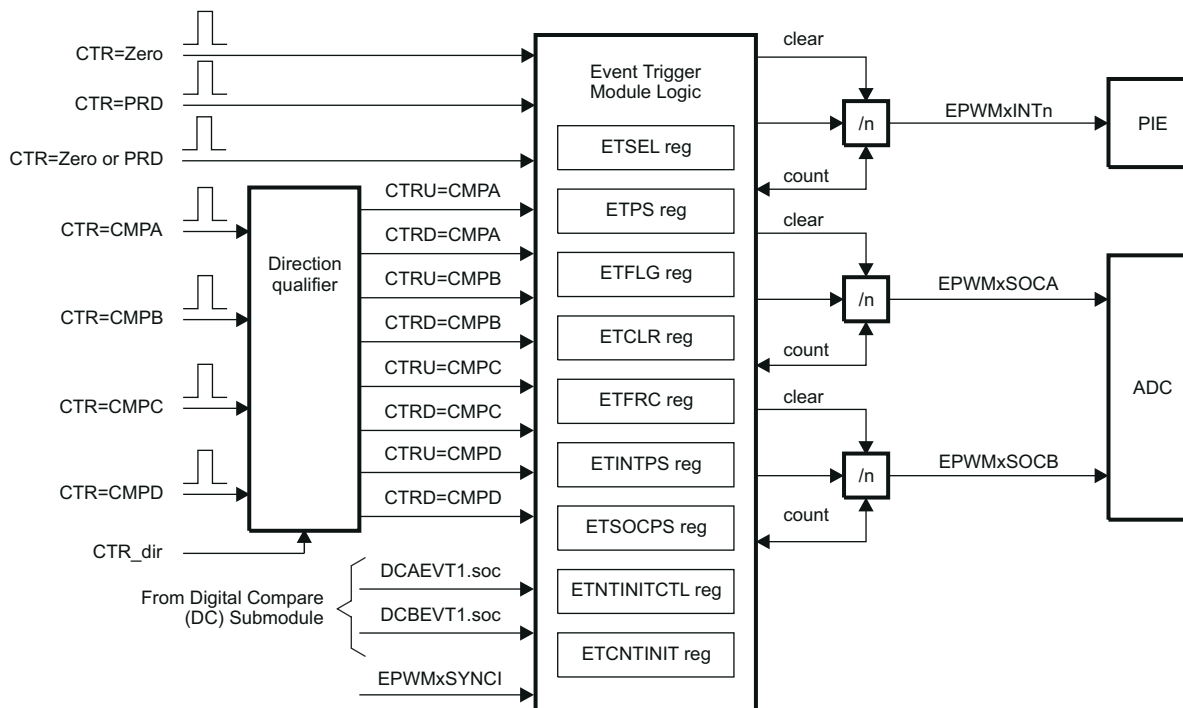 CTR=Zero
CTR=PRD
CTR=Zero or PRD
CTR=CMPA
CTR=CMPB
CTR=CMPC
CTR=CMPD
CTR_dir
Direction
qualifier
CTRU=CMPA
CTRD=CMPA
CTRU=CMPB
CTRD=CMPB
CTRU=CMPC
CTRD=CMPC
CTRU=CMPD
CTRD=CMPD
From Digital Compare
(DC) Submodule
DCAEVT1.soc
DCBEVT1.soc
EPWMxSYNCI
Event Trigger
Module Logic
ETSEL reg
ETPS reg
ETFLG reg
ETCLR reg
ETFRC reg
ETINTPS reg
ETSOCPS reg
ETNTINITCTL reg
ETCNTINIT reg
clear
/n
count
EPWMxINTn
PIE
clear
/n
count
EPWMxSOCA
clear
/n
count
EPWMxSOCB
ADC